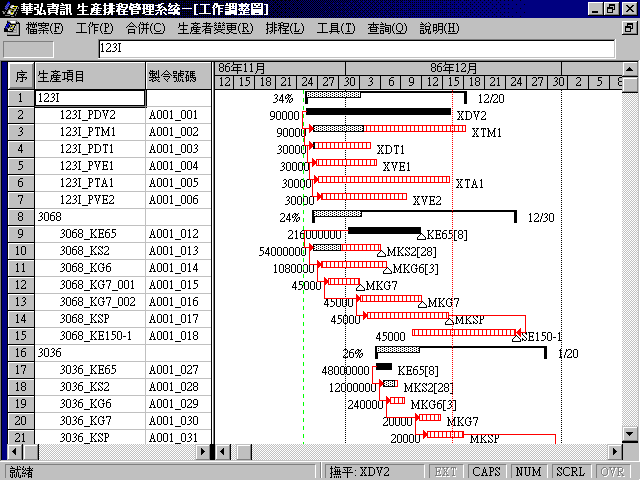 華弘資訊 生產排程管理系統－[工作調整圖]
檔案(F) 工作(P) 合併(C) 生產者變更(R) 排程(L) 工具(T) 查詢(Q) 說明(H)
123I
序 生產項目 製令號碼 86年11月 86年12月
12 15 18 21 24 27 30 3 6 9 12 15 18 21 24 27 30 2 5 8
1 123I 34% 12/20
2 123I_PDV2 A001_001 90000 XDV2
3 123I_PTM1 A001_002 90000 XTM1
4 123I_PDT1 A001_003 30000 XDT1
5 123I_PVE1 A001_004 30000 XVE1
6 123I_PTA1 A001_005 30000 XTA1
7 123I_PVE2 A001_006 30000 XVE2
8 3068 24% 12/30
9 3068_KE65 A001_012 216000000 KE65[8]
10 3068_KS2 A001_013 54000000 MKS2[28]
11 3068_KG6 A001_014 1080000 MKG6[3]
12 3068_KG7_001 A001_015 45000 MKG7
13 3068_KG7_002 A001_016 45000 MKG7
14 3068_KSP A001_017 45000 MKSP
15 3068_KE150-1 A001_018 45000 SE150-1
16 3036 26% 1/20
17 3036_KE65 A001_027 48000000 KE65[8]
18 3036_KS2 A001_028 12000000 MKS2[28]
19 3036_KG6 A001_029 240000 MKG6[3]
20 3036_KG7 A001_030 20000 MKG7
21 3036_KSP A001_031 20000 MKSP
就緒 撫平: XDV2 EXT CAPS NUM SCRL OVR